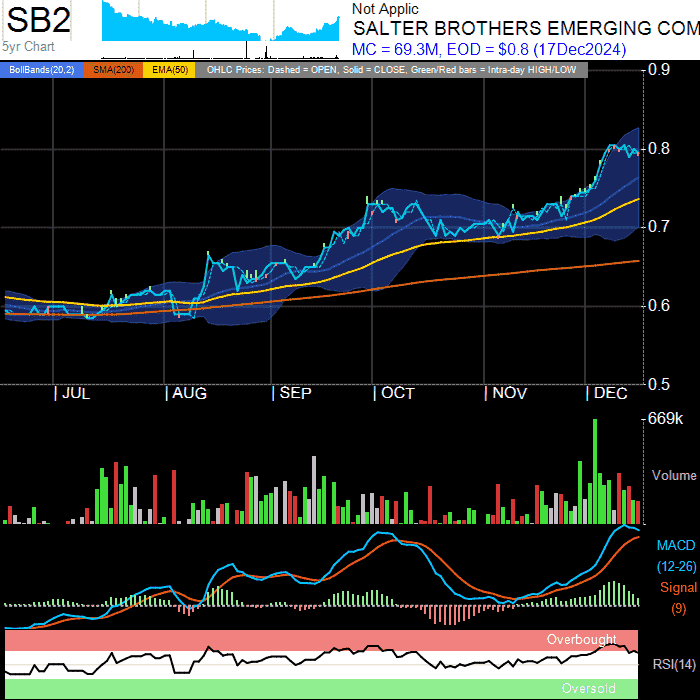 SB2
5yr Chart
Not Applic
SALTER BROTHERS EMERGING COM
MC = 69.3M, EOD = $0.8 (17Dec2024)
BollBands(20,2) SMA(200) EMA(50) OHLC Prices: Dashed = OPEN, Solid = CLOSE, Green/Red bars = Intra-day HIGH/LOW
0.9
0.8
0.7
0.6
0.5
JUL AUG SEP OCT NOV DEC
669k
Volume
MACD
(12-26)
Signal
(9)
Overbought
RSI(14)
Oversold